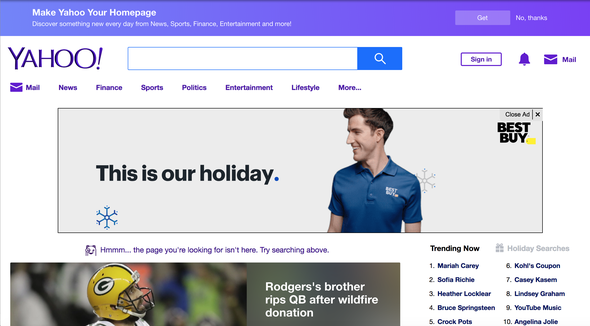 Make Yahoo Your Homepage
Discover something new every day from News, Sports, Finance, Entertainment and more!
Get
No, thanks
YAHOO!
Sign in
Mail
Mail
News
Finance
Sports
Politics
Entertainment
Lifestyle
More...
Close Ad
X
This is our holiday.
BEST BUY
BEST
BUY
Hmmm... the page you're looking for isn't here. Try searching above.
Rodgers's brother
rips QB after wildfire
donation
G
Trending Now
Holiday Searches
1. Mariah Carey
2. Sofia Richie
3. Heather Locklear
4. Bruce Springsteen
5. Crock Pots
6. Kohl's Coupon
7. Casey Kasem
8. Lindsey Graham
9. YouTube Music
10. Angelina Jolie